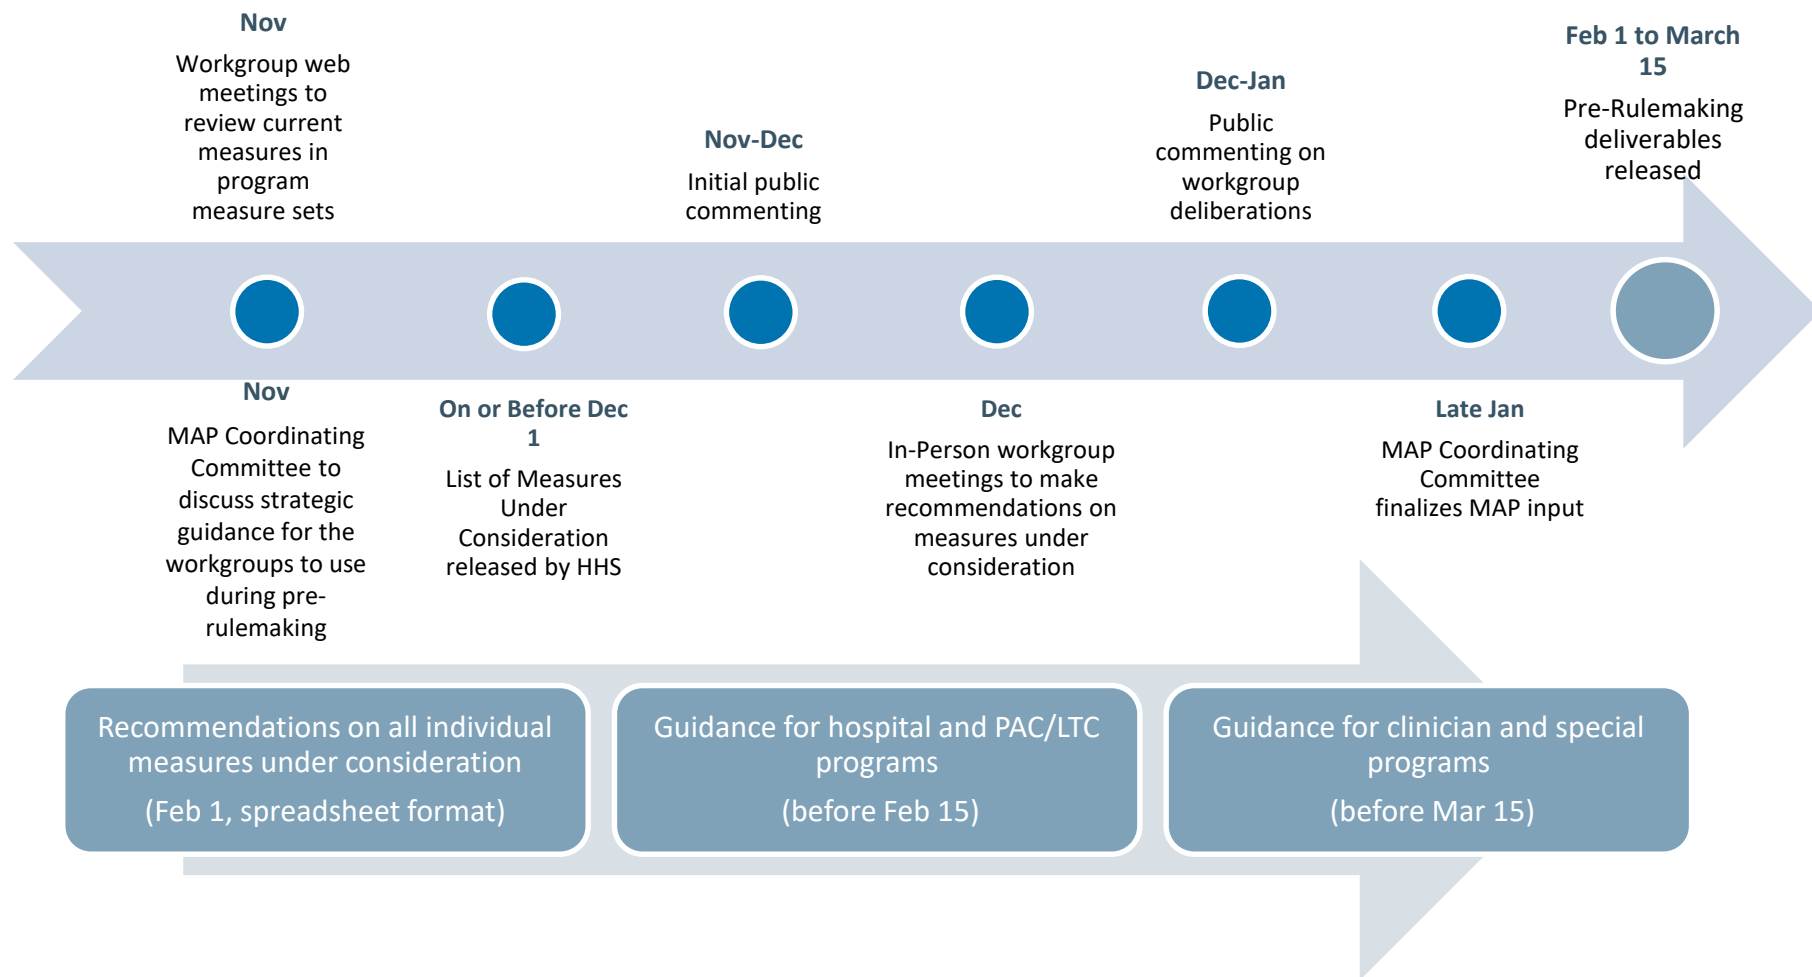 Nov
Workgroup web
meetings to
review current
measures in
program
measure sets
Nov-Dec
Initial public
commenting
Dec-Jan
Public
commenting on
workgroup
deliberations
Feb 1 to March
15
Pre-Rulemaking
deliverables
released
Nov
MAP Coordinating
Committee to
discuss strategic
guidance for the
workgroups to use
during pre-
rulemaking
On or Before Dec
1
List of Measures
Under
Consideration
released by HHS
Dec
In-Person workgroup
meetings to make
recommendations on
measures under
consideration
Late Jan
MAP Coordinating
Committee
finalizes MAP input
Recommendations on all individual
measures under consideration
(Feb 1, spreadsheet format)
Guidance for hospital and PAC/LTC
programs
(before Feb 15)
Guidance for clinician and special
programs
(before Mar 15)